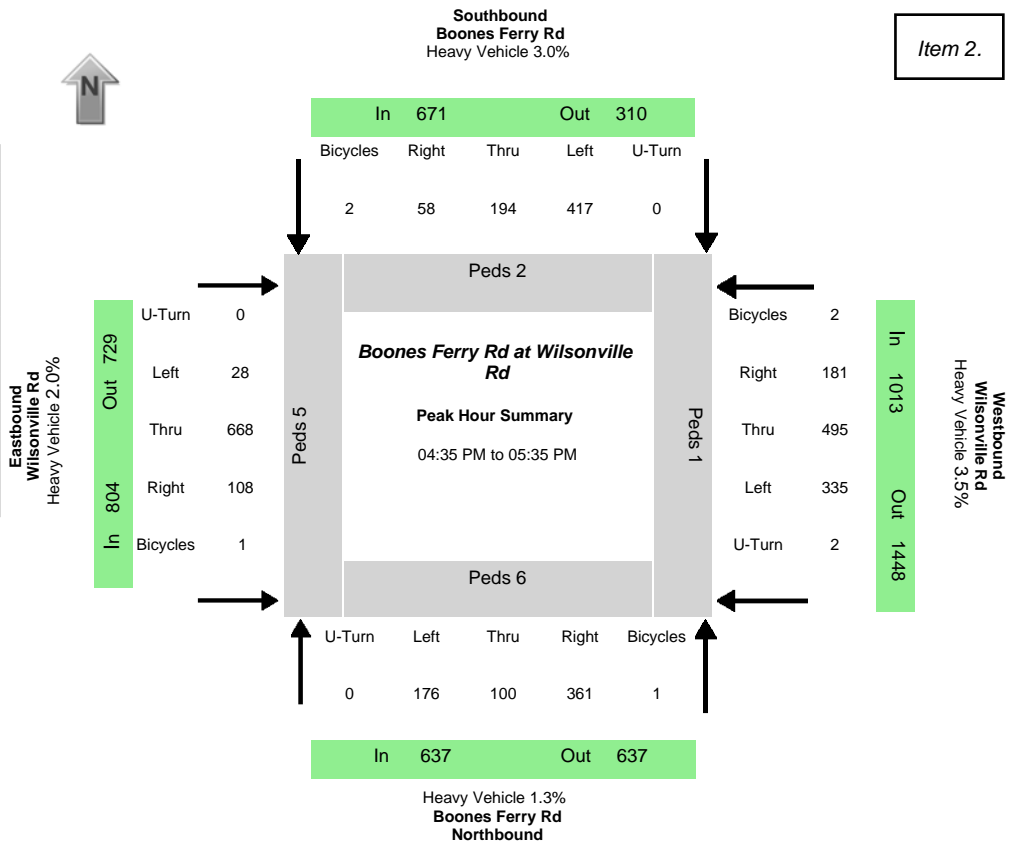 Southbound
Boones Ferry Rd
Heavy Vehicle 3.0%
Item 2.
N
In 671 Out 310
Bicycles Right Thru Left U-Turn
2 58 194 417 0
Peds 2
Eastbound
Wilsonville Rd
Heavy Vehicle 2.0%
In 804 Out 729
U-Turn 0
Left 28
Thru 668
Right 108
Bicycles 1
Peds 5
Boones Ferry Rd at Wilsonville
Rd
Peak Hour Summary
04:35 PM to 05:35 PM
Peds 1
Bicycles 2
Right 181
Thru 495
Left 335
U-Turn 2
In 1013 Out 1448
Westbound
Wilsonville Rd
Heavy Vehicle 3.5%
Peds 6
U-Turn Left Thru Right Bicycles
0 176 100 361 1
In 637 Out 637
Heavy Vehicle 1.3%
Boones Ferry Rd
Northbound